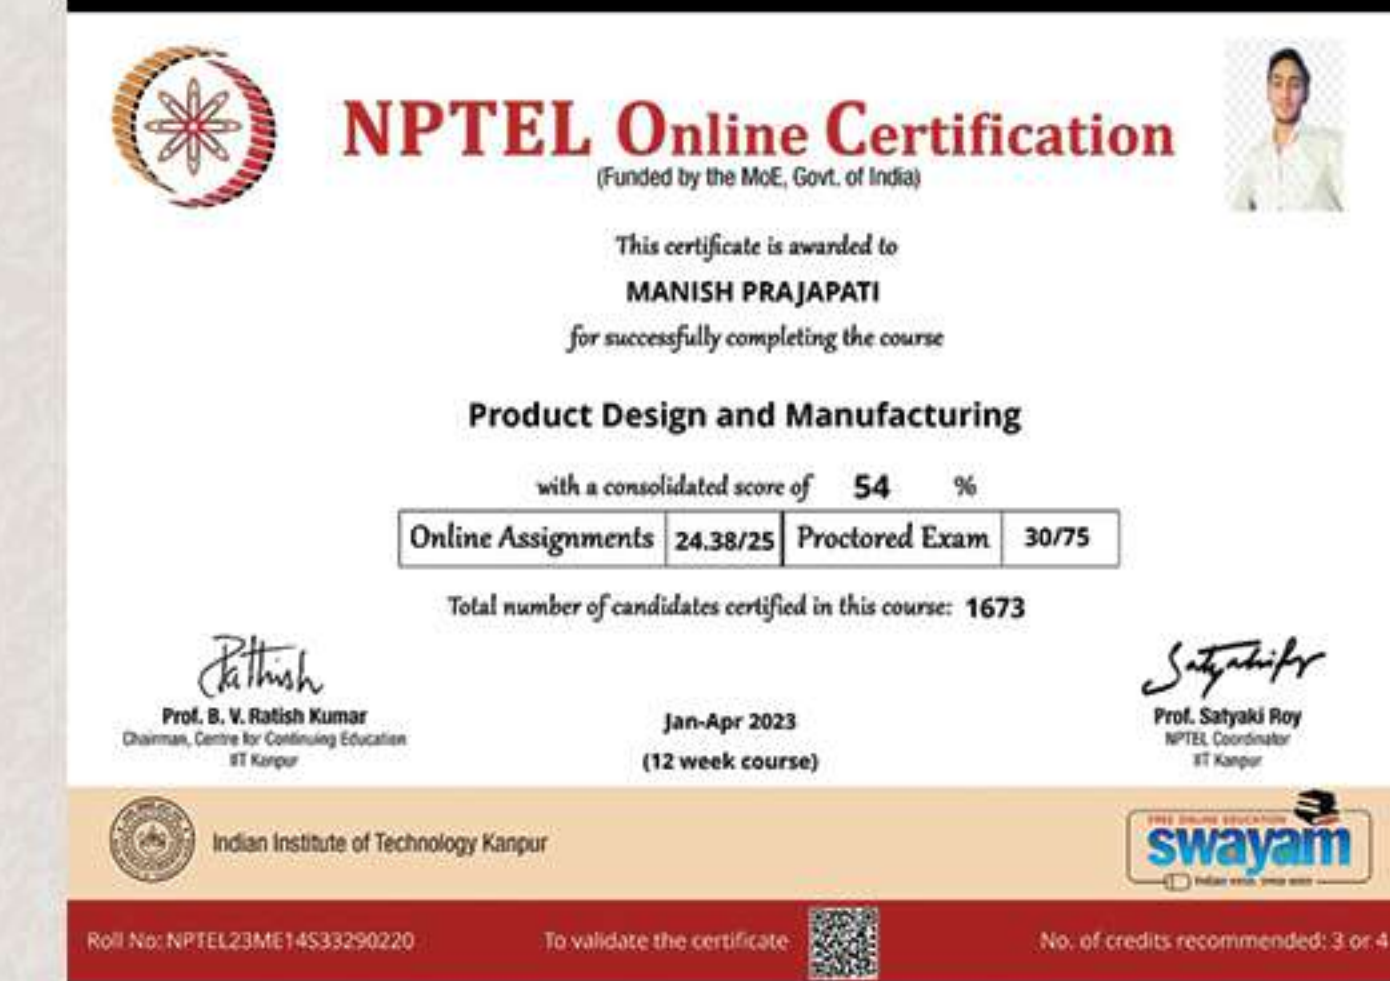 NPTEL Online Certification
(Funded by the MoE, Govt. of India)
This certificate is awarded to
MANISH PRAJAPATI
for successfully completing the course
Product Design and Manufacturing
with a consolidated score of 54 %
Online Assignments 24.38/25 Proctored Exam 30/75
Total number of candidates certified in this course: 1673
Prof. B. V. Ratish Kumar
Chairman, Centre for Continuing Education
IIT Kanpur
Jan-Apr 2023
(12 week course)
Prof. Satyaki Roy
NPTEL Coordinator
IIT Kanpur
Indian Institute of Technology Kanpur
FREE ONLINE EDUCATION
swayam
Roll No: NPTEL23ME14S33290220
To validate the certificate
No. of credits recommended: 3 or 4